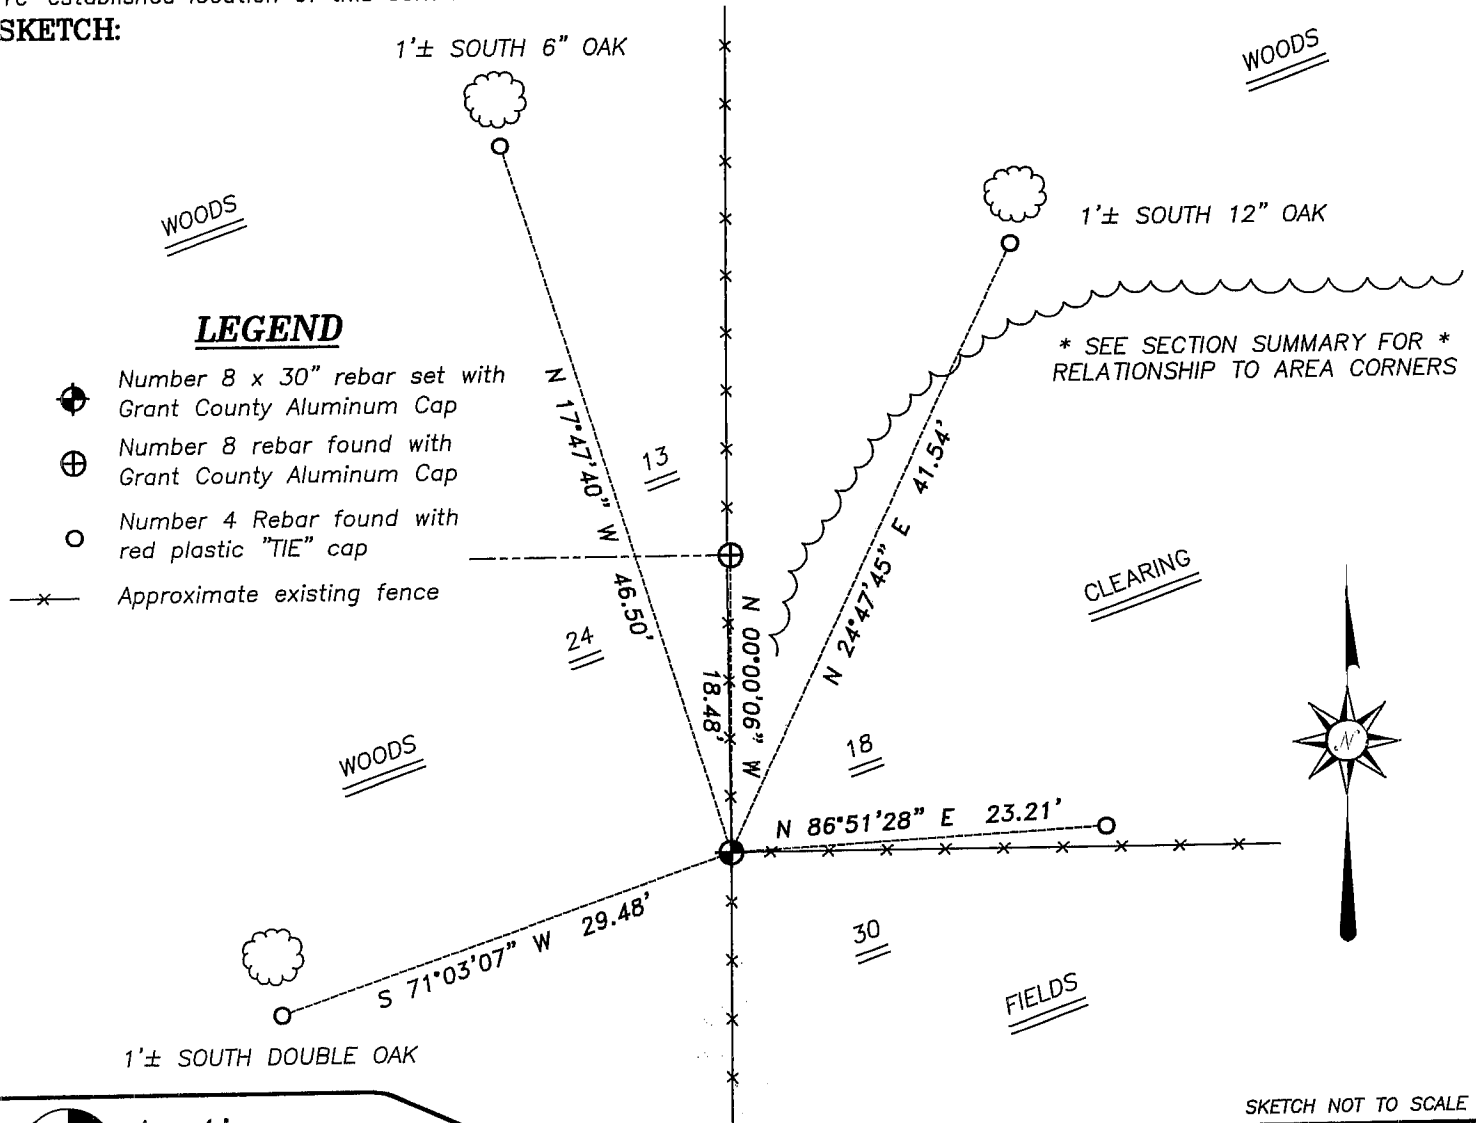 SKETCH:
1'± SOUTH 6" OAK
WOODS
WOODS
1'± SOUTH 12" OAK
LEGEND
Number 8 x 30" rebar set with
Grant County Aluminum Cap
Number 8 rebar found with
Grant County Aluminum Cap
Number 4 Rebar found with
red plastic "TIE" cap
Approximate existing fence
* SEE SECTION SUMMARY FOR *
RELATIONSHIP TO AREA CORNERS
N 17°47'40" W 46.50'
13
N 24°47'45" E 41.54'
CLEARING
24
N 00°00'06" W
18.48'
WOODS
18
N
N 86°51'28" E 23.21'
S 71°03'07" W 29.48'
30
FIELDS
1'± SOUTH DOUBLE OAK
SKETCH NOT TO SCALE